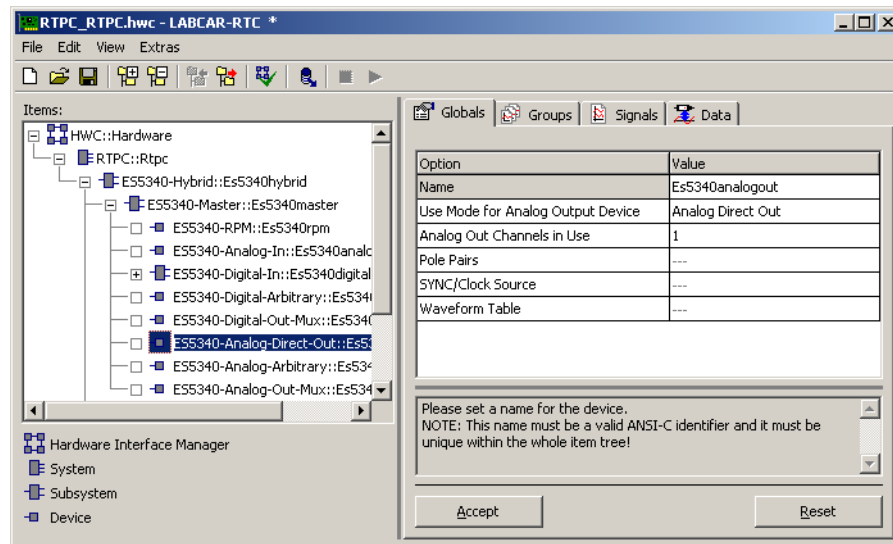 RTPC_RTPC.hwc - LABCAR-RTC *
File Edit View Extras
Items:
HWC::Hardware
RTPC::Rtpc
ES5340-Hybrid::Es5340hybrid
ES5340-Master::Es5340master
ES5340-RPM::Es5340rpm
ES5340-Analog-In::Es5340analo
ES5340-Digital-In::Es5340digital
ES5340-Digital-Arbitrary::Es534
ES5340-Digital-Out-Mux::Es534
ES5340-Analog-Direct-Out::Es5
ES5340-Analog-Arbitrary::Es534
ES5340-Analog-Out-Mux::Es534
Hardware Interface Manager
System
Subsystem
Device
Globals Groups Signals Data
Option Value
Name Es5340analogout
Use Mode for Analog Output Device Analog Direct Out
Analog Out Channels in Use 1
Pole Pairs ---
SYNC/Clock Source ---
Waveform Table ---
Please set a name for the device.
NOTE: This name must be a valid ANSI-C identifier and it must be
unique within the whole item tree!
Accept Reset